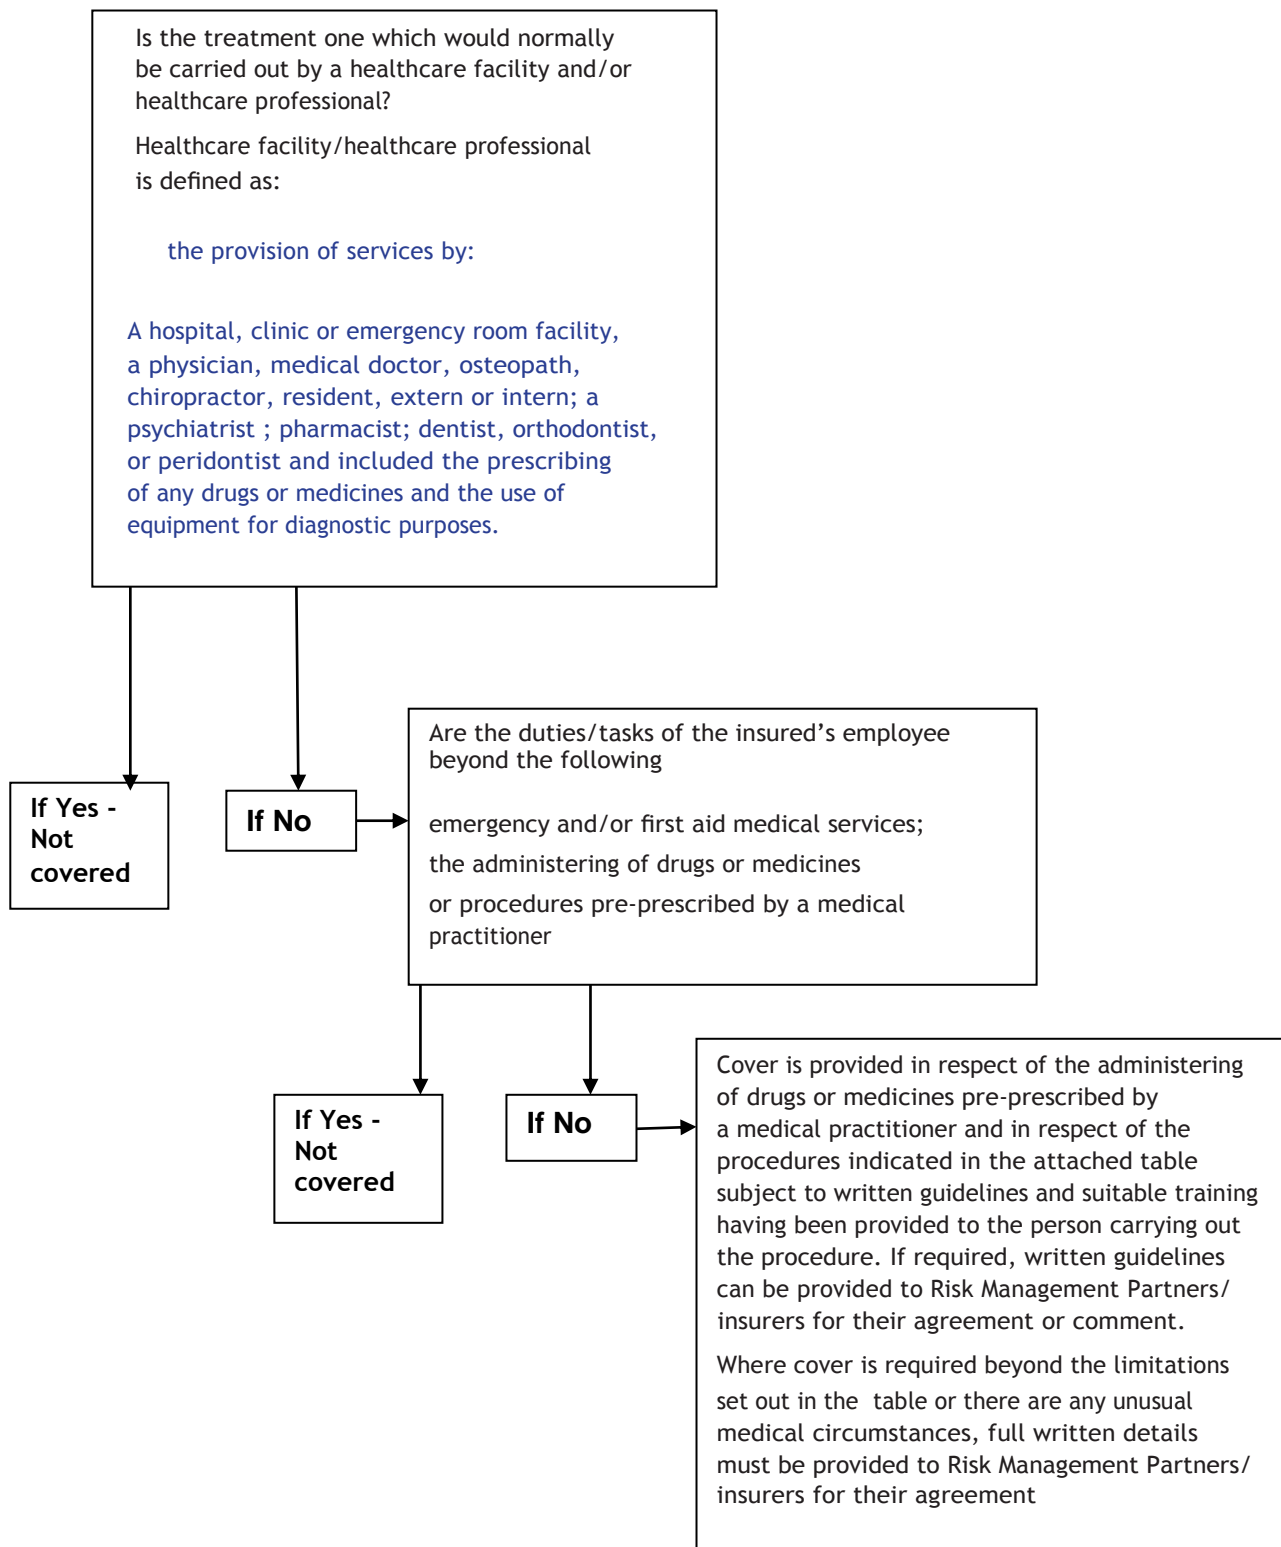 Is the treatment one which would normally
be carried out by a healthcare facility and/or
healthcare professional?
Healthcare facility/healthcare professional
is defined as:
the provision of services by:
A hospital, clinic or emergency room facility,
a physician, medical doctor, osteopath,
chiropractor, resident, extern or intern; a
psychiatrist ; pharmacist; dentist, orthodontist,
or peridontist and included the prescribing
of any drugs or medicines and the use of
equipment for diagnostic purposes.
If Yes -
Not
covered
If No
Are the duties/tasks of the insured’s employee
beyond the following
emergency and/or first aid medical services;
the administering of drugs or medicines
or procedures pre-prescribed by a medical
practitioner
If Yes -
Not
covered
If No
Cover is provided in respect of the administering
of drugs or medicines pre-prescribed by
a medical practitioner and in respect of the
procedures indicated in the attached table
subject to written guidelines and suitable training
having been provided to the person carrying out
the procedure. If required, written guidelines
can be provided to Risk Management Partners/
insurers for their agreement or comment.
Where cover is required beyond the limitations
set out in the table or there are any unusual
medical circumstances, full written details
must be provided to Risk Management Partners/
insurers for their agreement